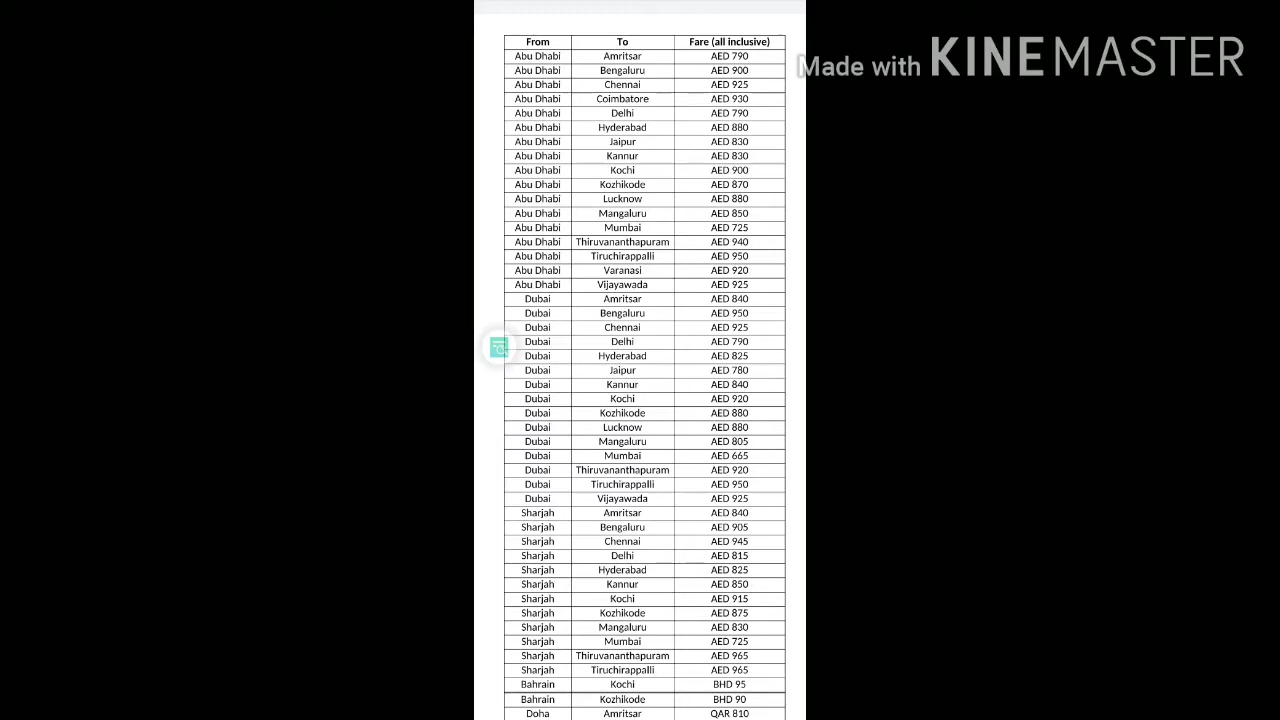 Made with KINEMASTER
From To Fare (all inclusive)
Abu Dhabi Amritsar AED 790
Abu Dhabi Bengaluru AED 900
Abu Dhabi Chennai AED 925
Abu Dhabi Coimbatore AED 930
Abu Dhabi Delhi AED 790
Abu Dhabi Hyderabad AED 880
Abu Dhabi Jaipur AED 830
Abu Dhabi Kannur AED 830
Abu Dhabi Kochi AED 900
Abu Dhabi Kozhikode AED 870
Abu Dhabi Lucknow AED 880
Abu Dhabi Mangaluru AED 850
Abu Dhabi Mumbai AED 725
Abu Dhabi Thiruvananthapuram AED 940
Abu Dhabi Tiruchirappalli AED 950
Abu Dhabi Varanasi AED 920
Abu Dhabi Vijayawada AED 925
Dubai Amritsar AED 840
Dubai Bengaluru AED 950
Dubai Chennai AED 925
Dubai Delhi AED 790
Dubai Hyderabad AED 825
Dubai Jaipur AED 780
Dubai Kannur AED 840
Dubai Kochi AED 920
Dubai Kozhikode AED 880
Dubai Lucknow AED 880
Dubai Mangaluru AED 805
Dubai Mumbai AED 665
Dubai Thiruvananthapuram AED 920
Dubai Tiruchirappalli AED 950
Dubai Vijayawada AED 925
Sharjah Amritsar AED 840
Sharjah Bengaluru AED 905
Sharjah Chennai AED 945
Sharjah Delhi AED 815
Sharjah Hyderabad AED 825
Sharjah Kannur AED 850
Sharjah Kochi AED 915
Sharjah Kozhikode AED 875
Sharjah Mangaluru AED 830
Sharjah Mumbai AED 725
Sharjah Thiruvananthapuram AED 965
Sharjah Tiruchirappalli AED 965
Bahrain Kochi BHD 95
Bahrain Kozhikode BHD 90
Doha Amritsar QAR 810